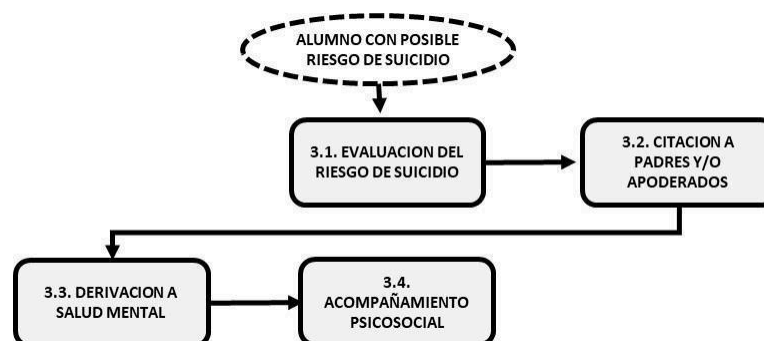 ALUMNO CON POSIBLE
RIESGO DE SUICIDIO
3.1. EVALUACION DEL
RIESGO DE SUICIDIO
3.2. CITACION A
PADRES Y/O
APODERADOS
3.3. DERIVACION A
SALUD MENTAL
3.4.
ACOMPAÑAMIENTO
PSICOSOCIAL